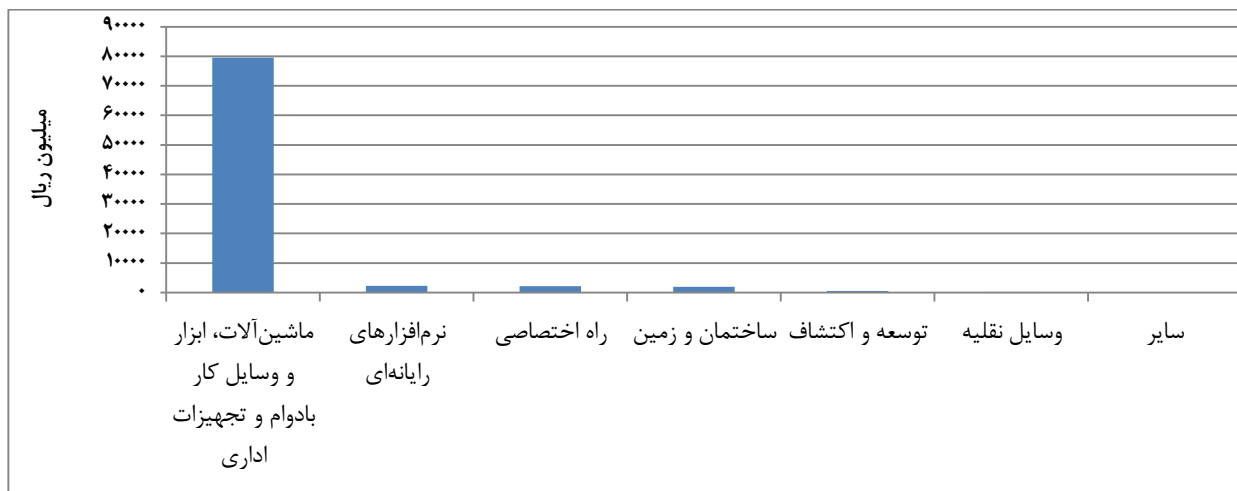 میلیون ریال
۹۰۰۰۰
۸۰۰۰۰
۷۰۰۰۰
۶۰۰۰۰
۵۰۰۰۰
۴۰۰۰۰
۳۰۰۰۰
۲۰۰۰۰
۱۰۰۰۰
۰
ماشین‌آلات، ابزار
و وسایل کار
بادوام و تجهیزات
اداری
نرم‌افزارهای
رایانه‌ای
راه اختصاصی
ساختمان و زمین
توسعه و اکتشاف
وسایل نقلیه
سایر